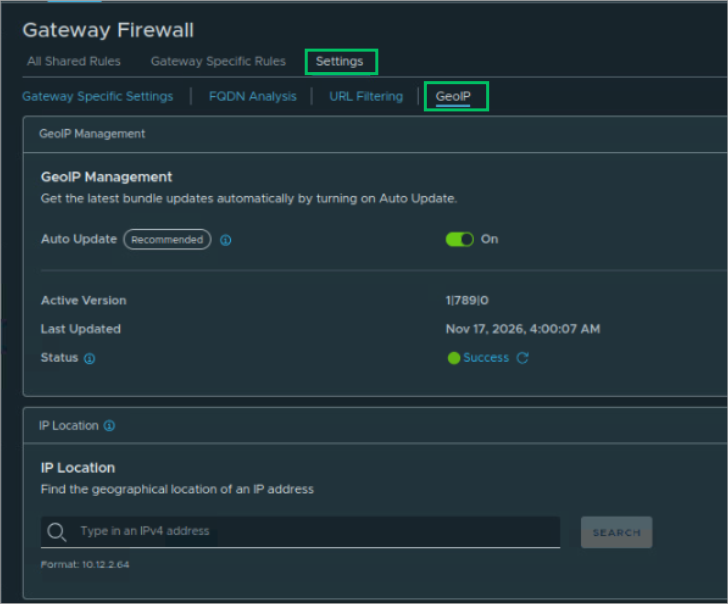 Gateway Firewall
All Shared Rules Gateway Specific Rules Settings
Gateway Specific Settings FQDN Analysis URL Filtering GeoIP
GeoIP Management
GeoIP Management
Get the latest bundle updates automatically by turning on Auto Update.
Auto Update Recommended On
Active Version 1|789|0
Last Updated Nov 17, 2026, 4:00:07 AM
Status Success
IP Location
IP Location
Find the geographical location of an IP address
Type in an IPv4 address SEARCH
Format: 10.12.2.64